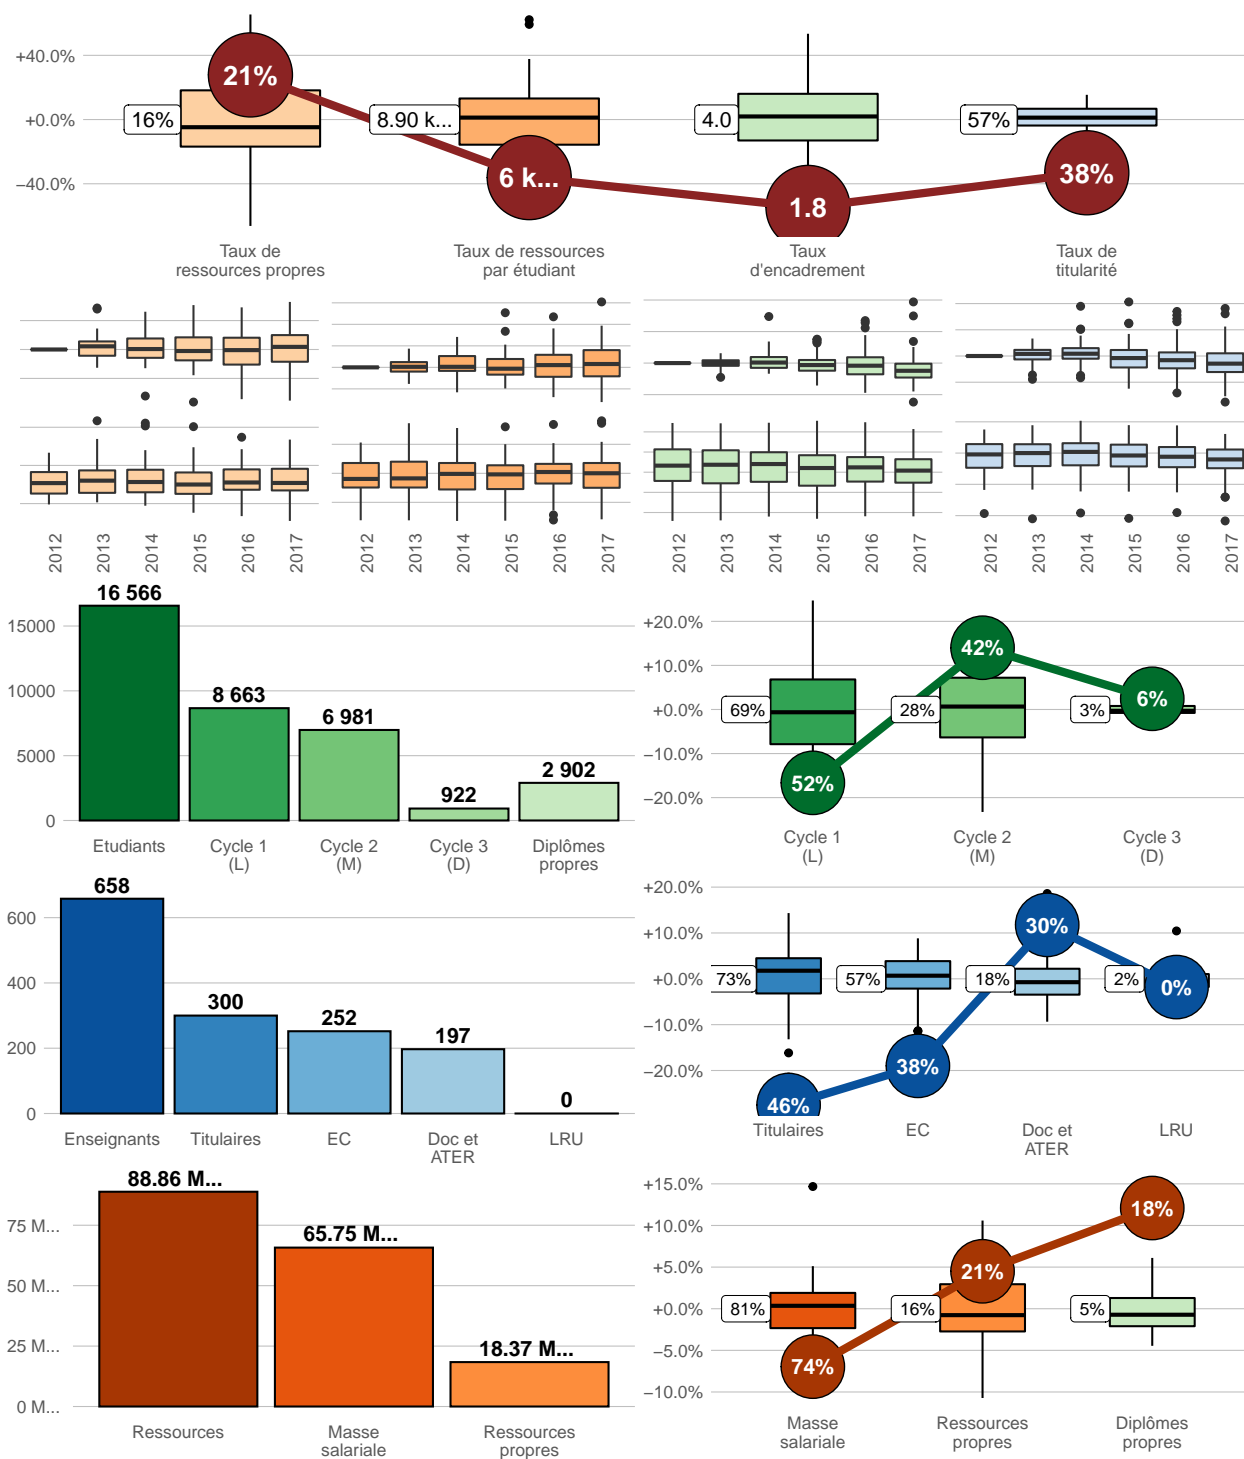 +40.0%
+0.0%
−40.0%
16%
21%
8.90 k...
6 k...
4.0
1.8
57%
38%
Taux de
ressources propres
Taux de ressources
par étudiant
Taux
d'encadrement
Taux de
titularité
2012
2013
2014
2015
2016
2017
2012
2013
2014
2015
2016
2017
2012
2013
2014
2015
2016
2017
2012
2013
2014
2015
2016
2017
15000
10000
5000
0
16 566
8 663
6 981
922
2 902
Etudiants
Cycle 1
(L)
Cycle 2
(M)
Cycle 3
(D)
Diplômes
propres
+20.0%
+10.0%
+0.0%
−10.0%
−20.0%
69%
52%
28%
42%
3%
6%
Cycle 1
(L)
Cycle 2
(M)
Cycle 3
(D)
600
400
200
0
658
300
252
197
0
Enseignants
Titulaires
EC
Doc et
ATER
LRU
+20.0%
+10.0%
+0.0%
−10.0%
−20.0%
73%
46%
57%
38%
18%
30%
2%
0%
Titulaires
EC
Doc et
ATER
LRU
75 M...
50 M...
25 M...
0 M...
88.86 M...
65.75 M...
18.37 M...
Ressources
Masse
salariale
Ressources
propres
+15.0%
+10.0%
+5.0%
+0.0%
−5.0%
−10.0%
81%
74%
16%
21%
5%
18%
Masse
salariale
Ressources
propres
Diplômes
propres